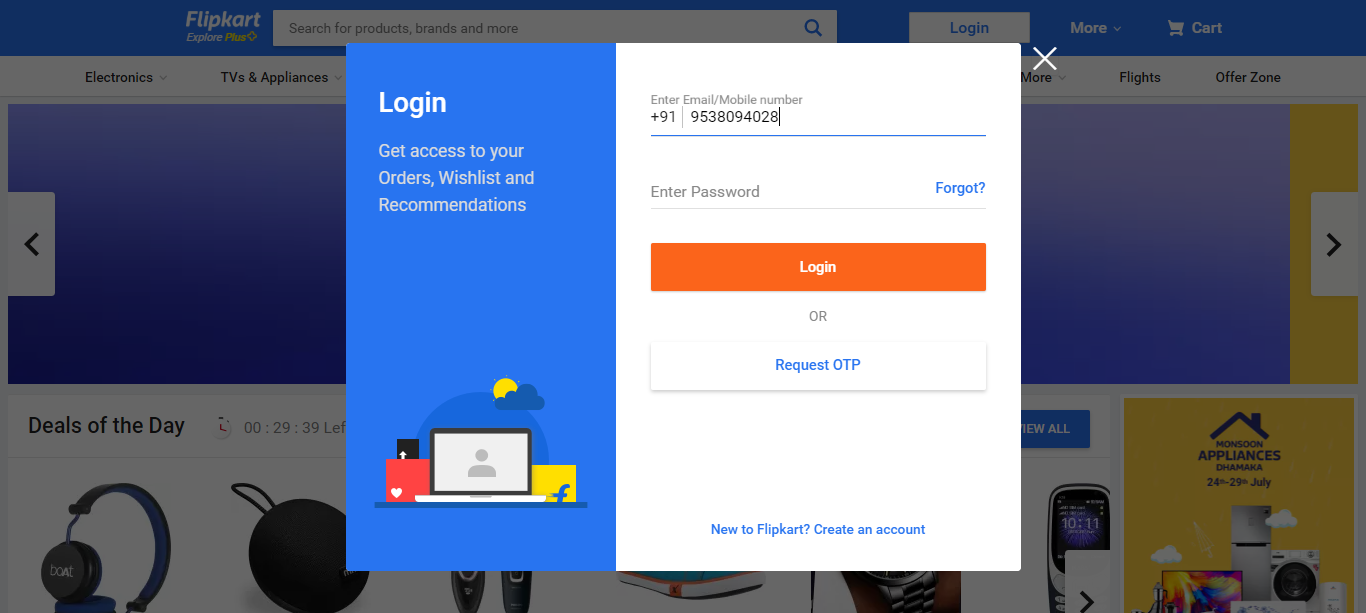 Flipkart
Explore Plus
Search for products, brands and more
Login
More
Cart
Electronics
TVs & Appliances
More
Flights
Offer Zone
Login
Get access to your
Orders, Wishlist and
Recommendations
Enter Email/Mobile number
+91 9538094028
Enter Password
Forgot?
Login
OR
Request OTP
New to Flipkart? Create an account
Deals of the Day
00 : 29 : 39 Lef
VIEW ALL
boAt
10:11
MONSOON
APPLIANCES
DHAMAKA
24th-29th July